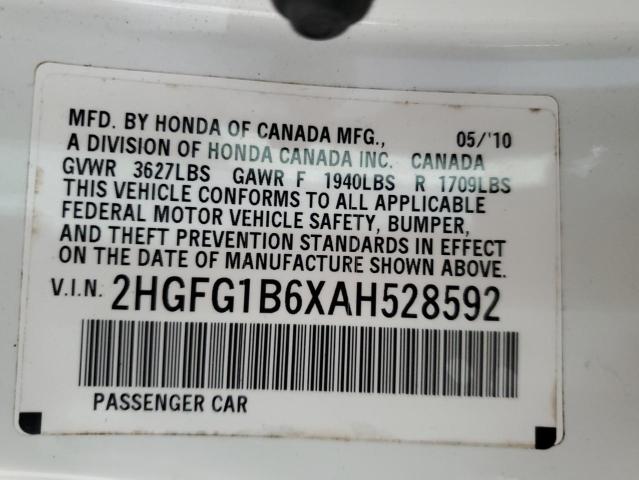 MFD. BY HONDA OF CANADA MFG., 05/'10
A DIVISION OF HONDA CANADA INC. CANADA
GVWR 3627LBS GAWR F 1940LBS R 1709LBS
THIS VEHICLE CONFORMS TO ALL APPLICABLE
FEDERAL MOTOR VEHICLE SAFETY, BUMPER,
AND THEFT PREVENTION STANDARDS IN EFFECT
ON THE DATE OF MANUFACTURE SHOWN ABOVE.
V.I.N. 2HGFG1B6XAH528592
PASSENGER CAR